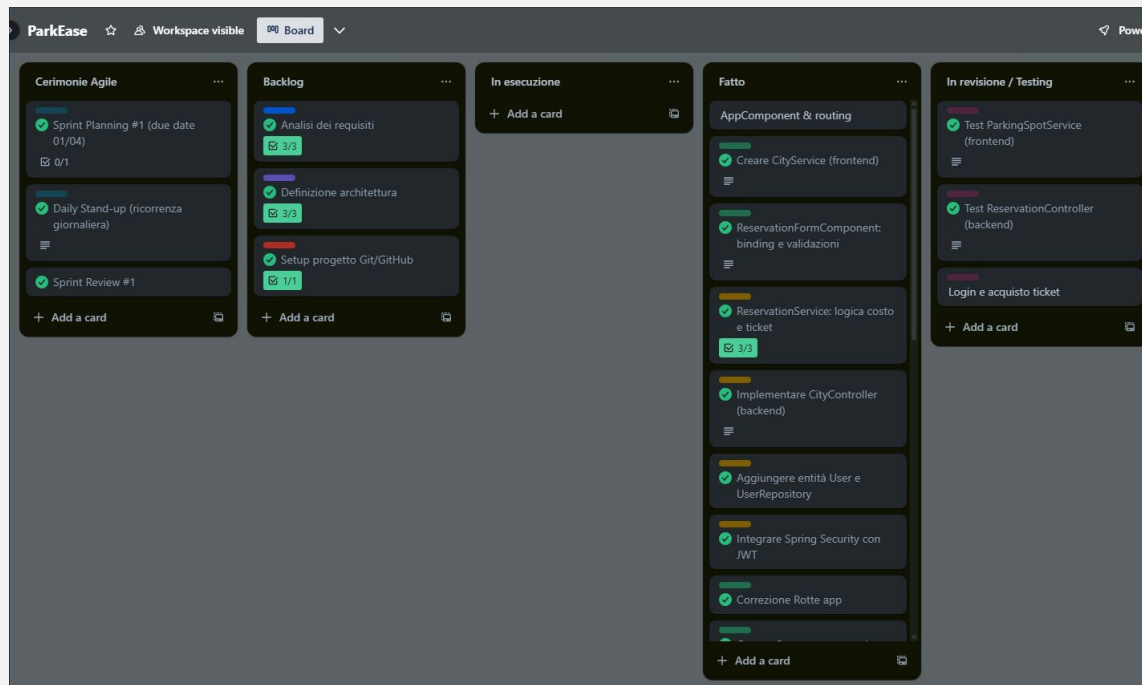 ParkEase
Workspace visible
Board
Cerimonie Agile
Sprint Planning #1 (due date
01/04)
0/1
Daily Stand-up (ricorrenza
giornaliera)
Sprint Review #1
+ Add a card
Backlog
Analisi dei requisiti
3/3
Definizione architettura
3/3
Setup progetto Git/GitHub
1/1
+ Add a card
In esecuzione
+ Add a card
Fatto
AppComponent & routing
Creare CityService (frontend)
ReservationFormComponent:
binding e validazioni
ReservationService: logica costo
e ticket
3/3
Implementare CityController
(backend)
Aggiungere entità User e
UserRepository
Integrare Spring Security con
JWT
Correzione Rotte app
+ Add a card
In revisione / Testing
Test ParkingSpotService
(frontend)
Test ReservationController
(backend)
Login e acquisto ticket
+ Add a card